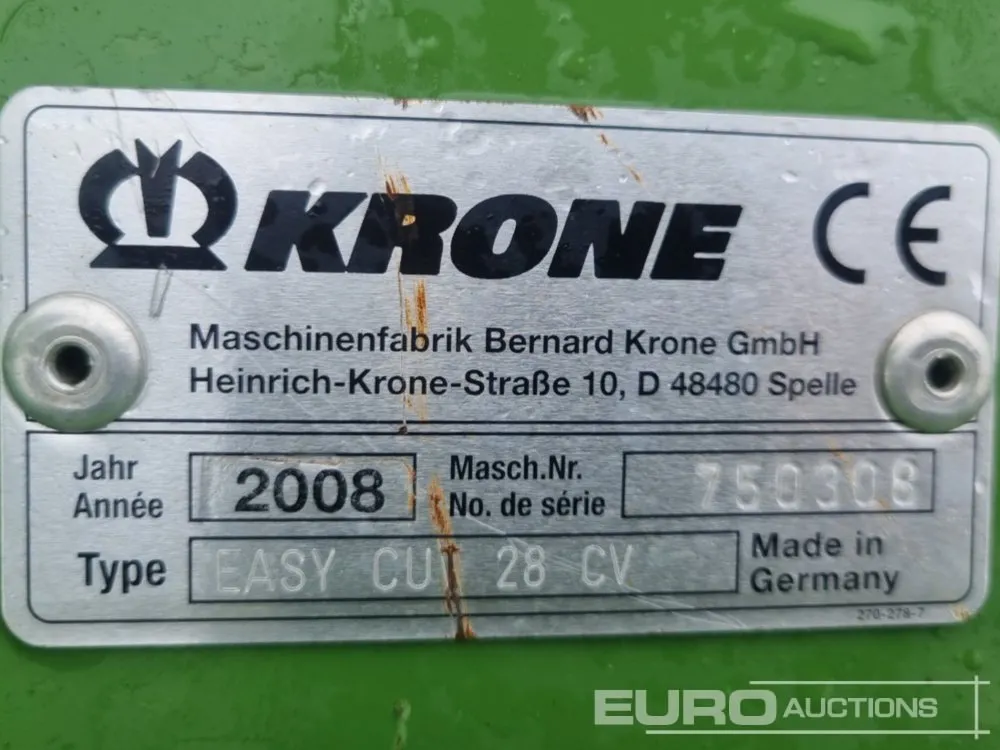 KRONE CE
Maschinenfabrik Bernard Krone GmbH
Heinrich-Krone-Straße 10, D 48480 Spelle
Jahr
Année
2008
Masch.Nr.
No. de série
750308
Type
EASY CUT 28 CV
Made in
Germany
270-278-7
EURO AUCTIONS